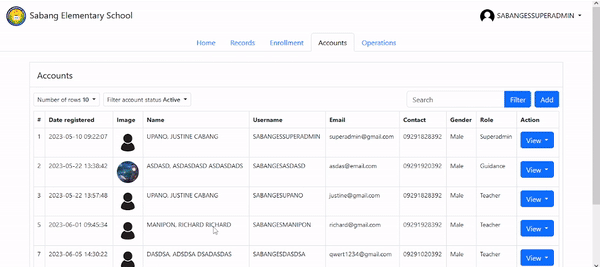 Sabang Elementary School
SABANGESSUPERADMIN
Home Records Enrollment Accounts Operations
Accounts
Number of rows 10 Filter account status Active Search Filter Add
# Date registered Image Name Username Email Contact Gender Role Action
1 2023-05-10 09:22:07 UPANO, JUSTINE CABANG SABANGESSUPERADMIN superadmin@gmail.com 09291828392 Male Superadmin View
2 2023-05-22 13:38:42 ASDASD, ASDASDASD ASDASDADS SABANGESASDASD asdas@email.com 09291920392 Male Guidance View
3 2023-05-22 13:57:48 UPANO, JUSTINE CABANG SABANGESUPANO justine@gmail.com 09291828392 Male Teacher View
5 2023-06-01 09:45:34 MANIPON, RICHARD RICHARD SABANGESMANIPON richard@gmail.com 09291928392 Male Teacher View
7 2023-06-05 14:30:22 DASDSA, ADSDSA DSADASDAS SABANGESDASDSA qwert1234@gmail.com 09291020392 Male Teacher View